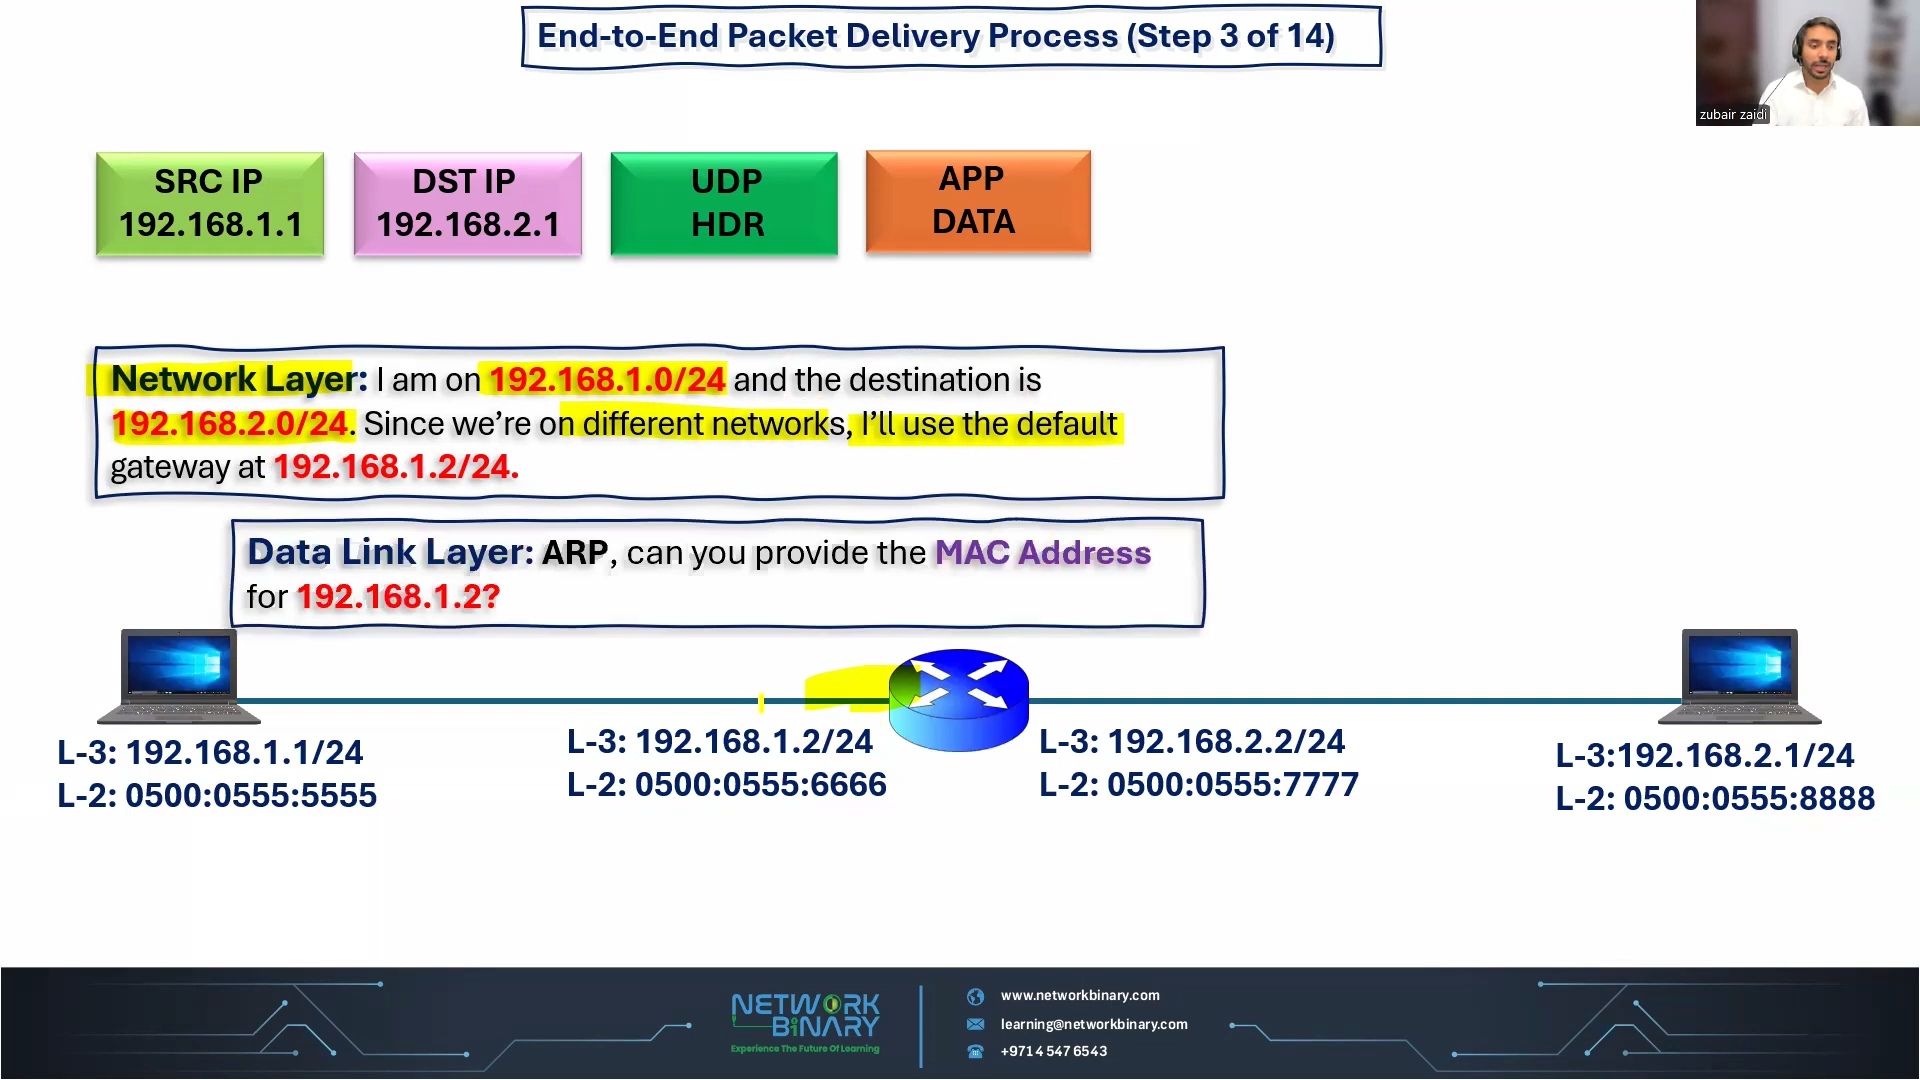 End-to-End Packet Delivery Process (Step 3 of 14)
zubair zaidi
SRC IP
192.168.1.1
DST IP
192.168.2.1
UDP
HDR
APP
DATA
Network Layer: I am on 192.168.1.0/24 and the destination is
192.168.2.0/24. Since we’re on different networks, I’ll use the default
gateway at 192.168.1.2/24.
Data Link Layer: ARP, can you provide the MAC Address
for 192.168.1.2?
L-3: 192.168.1.1/24
L-2: 0500:0555:5555
L-3: 192.168.1.2/24
L-2: 0500:0555:6666
L-3: 192.168.2.2/24
L-2: 0500:0555:7777
L-3:192.168.2.1/24
L-2: 0500:0555:8888
NETWORK
BiNARY
Experience The Future Of Learning
www.networkbinary.com
learning@networkbinary.com
+971 4 547 6543